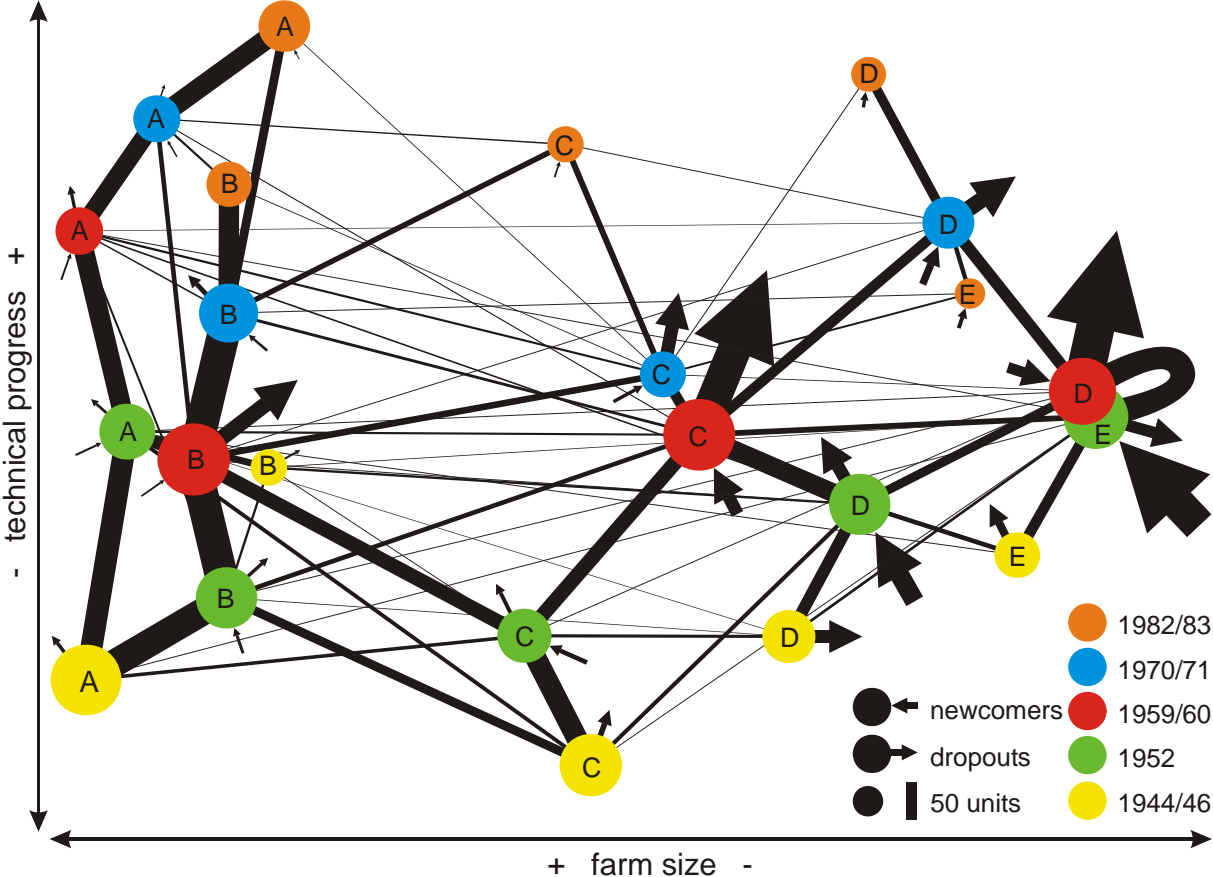 A
D
A
C
B
A
D
E
B
C
D
A
C
E
B
B
D
E
B
C
D
A
C
- technical progress +
+ farm size -
1982/83
1970/71
1959/60
1952
1944/46
newcomers
dropouts
50 units